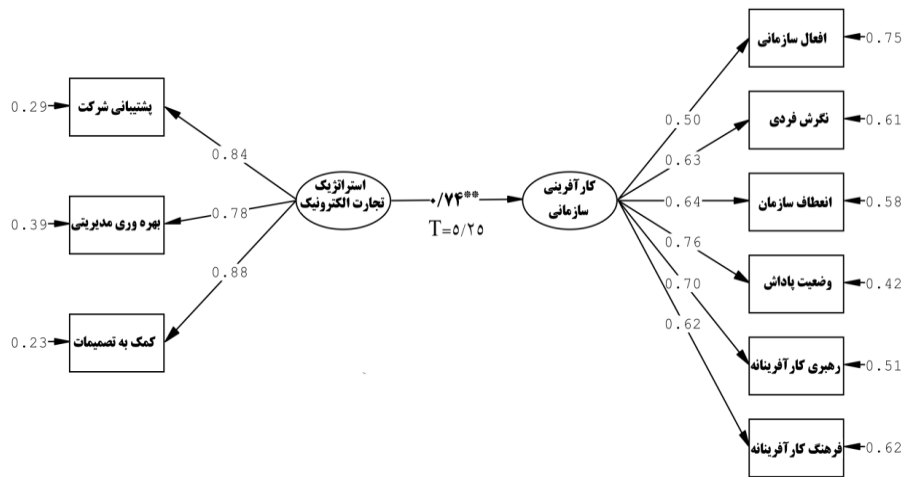 افعال سازمانی
0.75
پشتیبانی شرکت
0.29
0.84
0.50
نگرش فردی
0.61
0.63
استراتژیک
تجارت الکترونیک
۰/۷۴**
T=۵/۲۵
کارآفرینی
سازمانی
بهره وری مدیریتی
0.39
0.78
0.64
انعطاف سازمان
0.58
0.76
وضعیت پاداش
0.42
0.88
0.70
کمک به تصمیمات
0.23
0.62
رهبری کارآفرینانه
0.51
فرهنگ کارآفرینانه
0.62